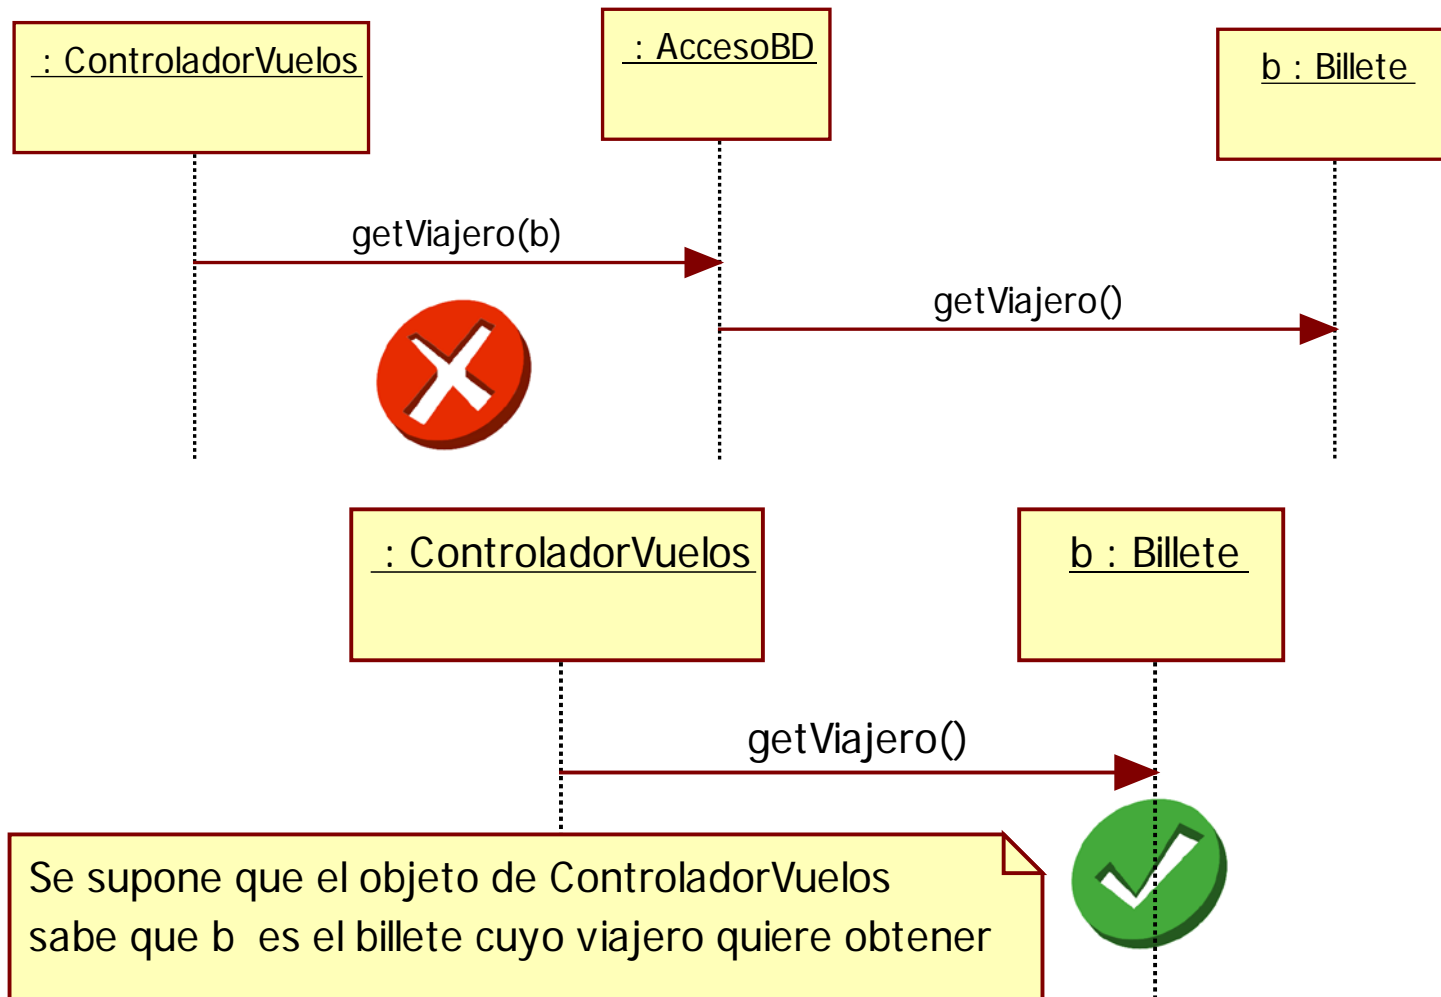 : ControladorVuelos
: AccesoBD
b : Billete
getViajero(b)
getViajero()
: ControladorVuelos
b : Billete
getViajero()
Se supone que el objeto de ControladorVuelos
sabe que b es el billete cuyo viajero quiere obtener